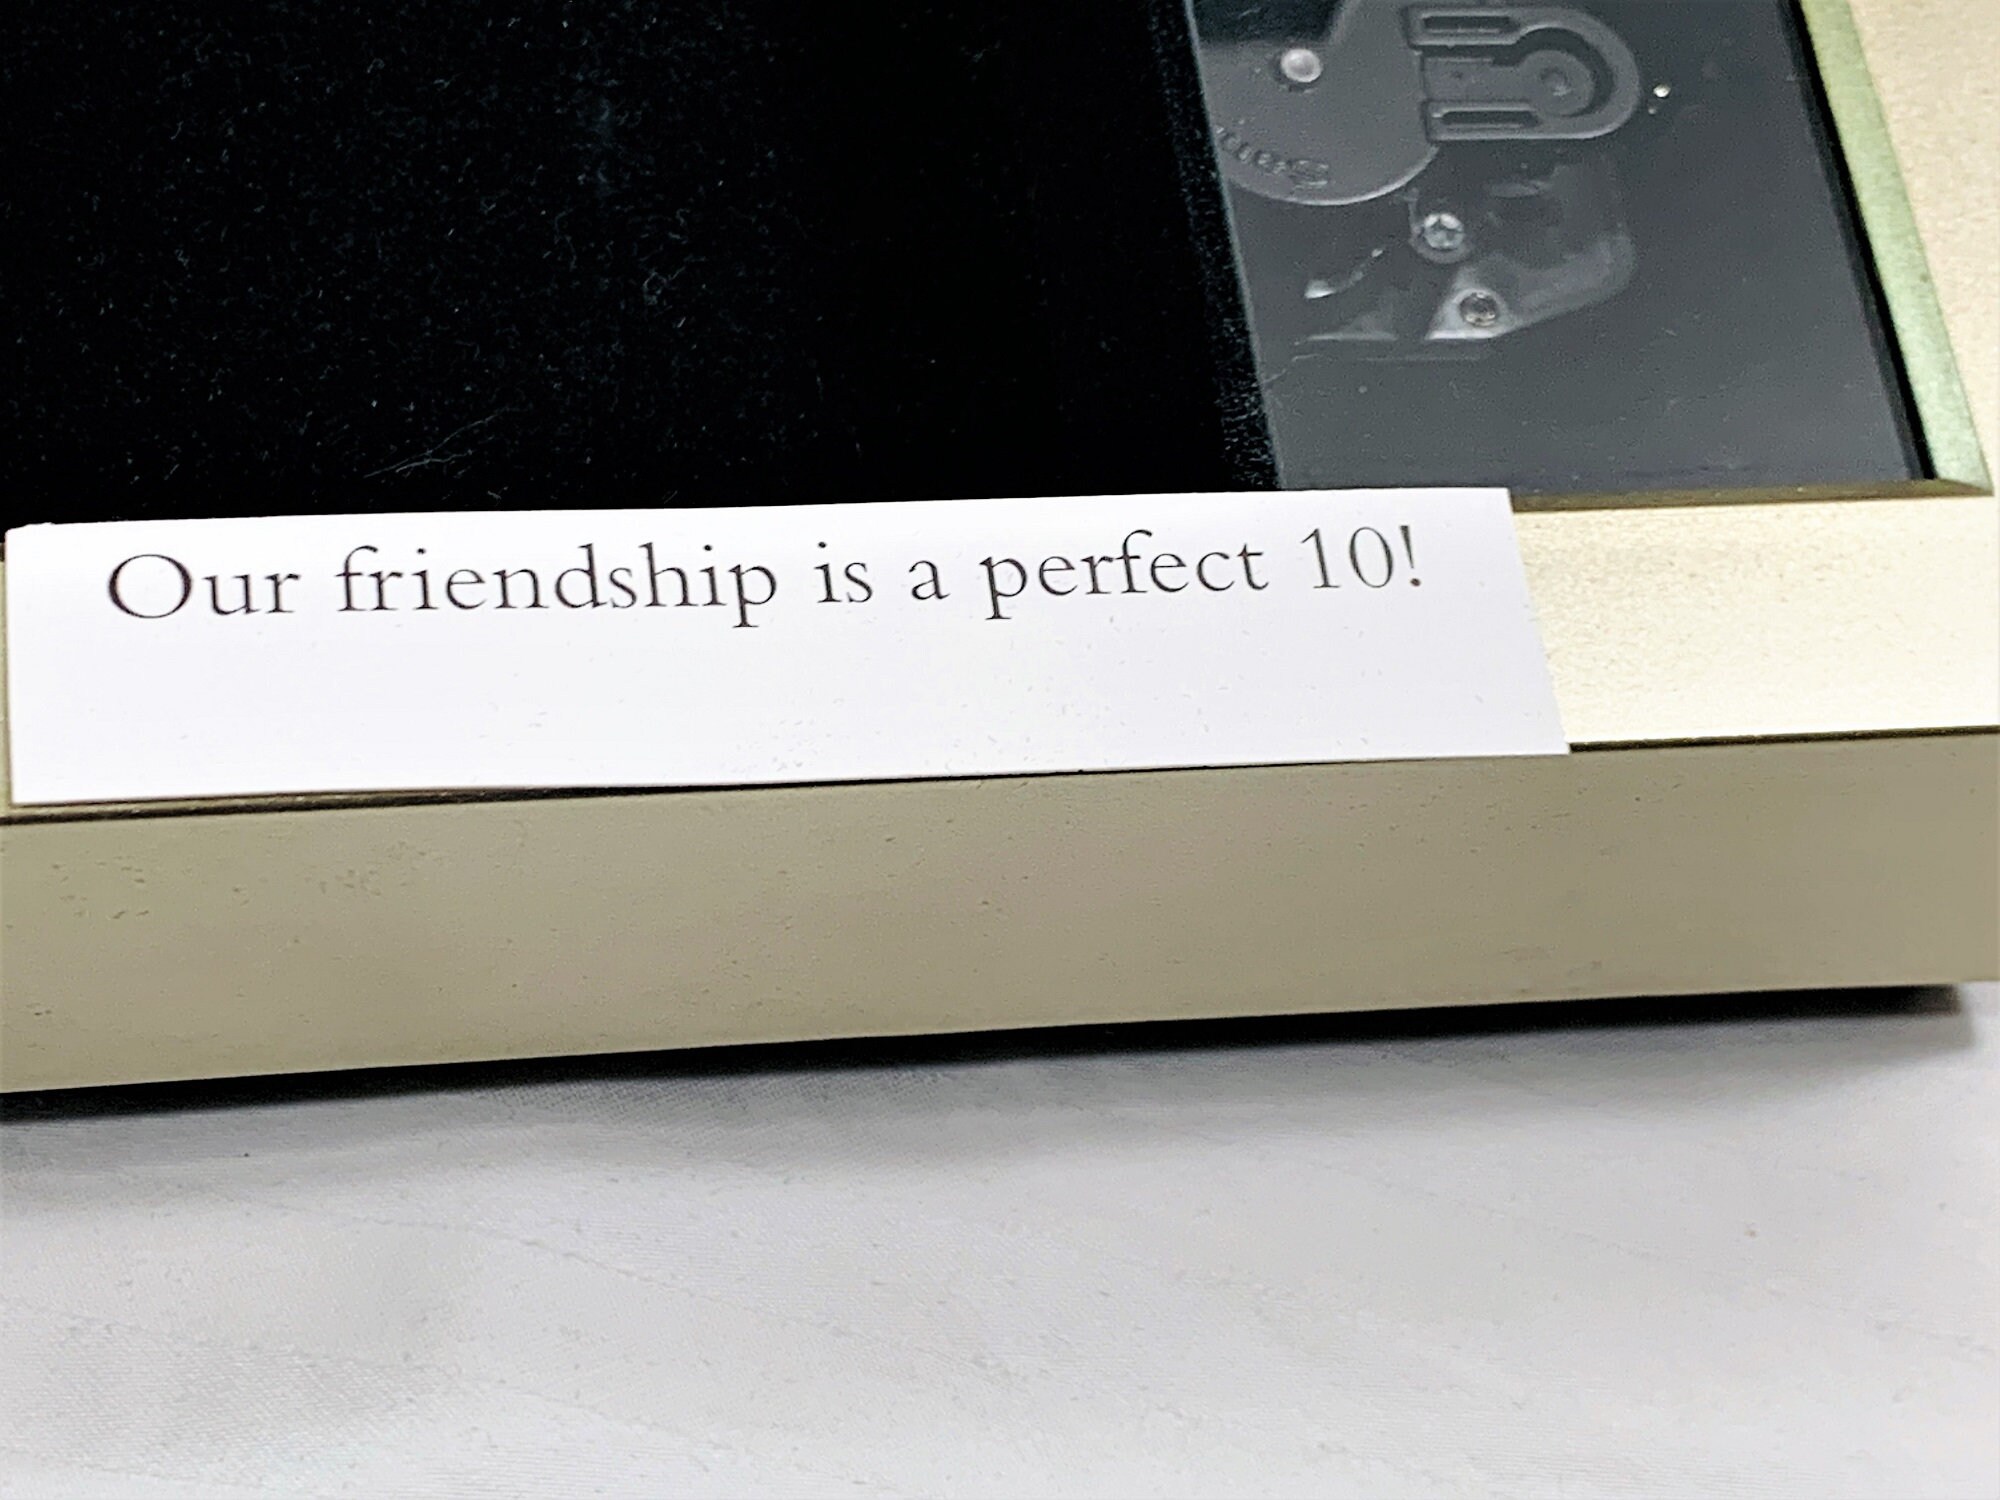 Our friendship is a perfect 10!